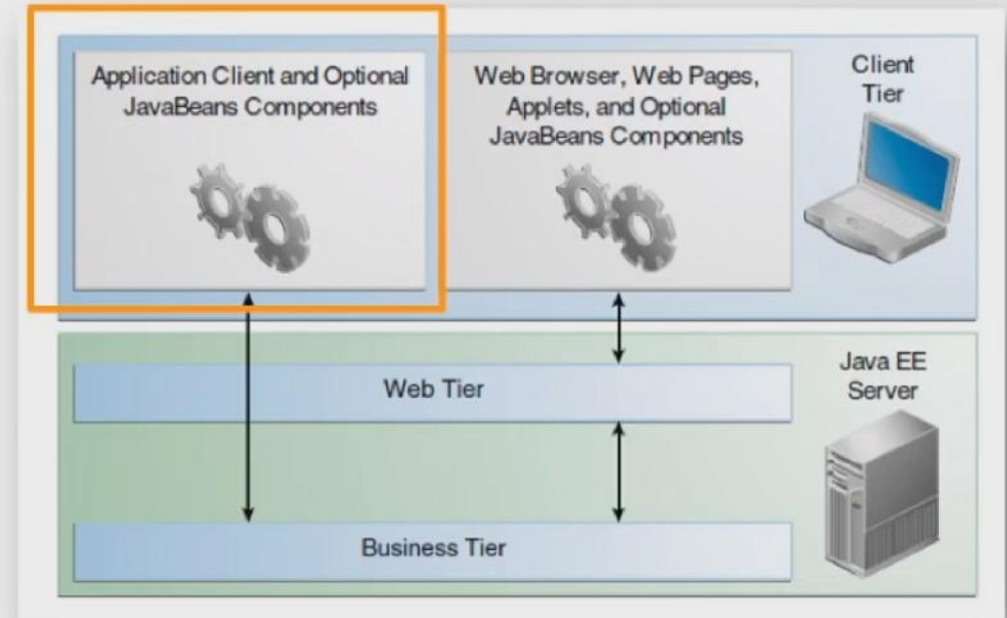 Application Client and Optional
JavaBeans Components
Web Browser, Web Pages,
Applets, and Optional
JavaBeans Components
Client
Tier
Web Tier
Java EE
Server
Business Tier